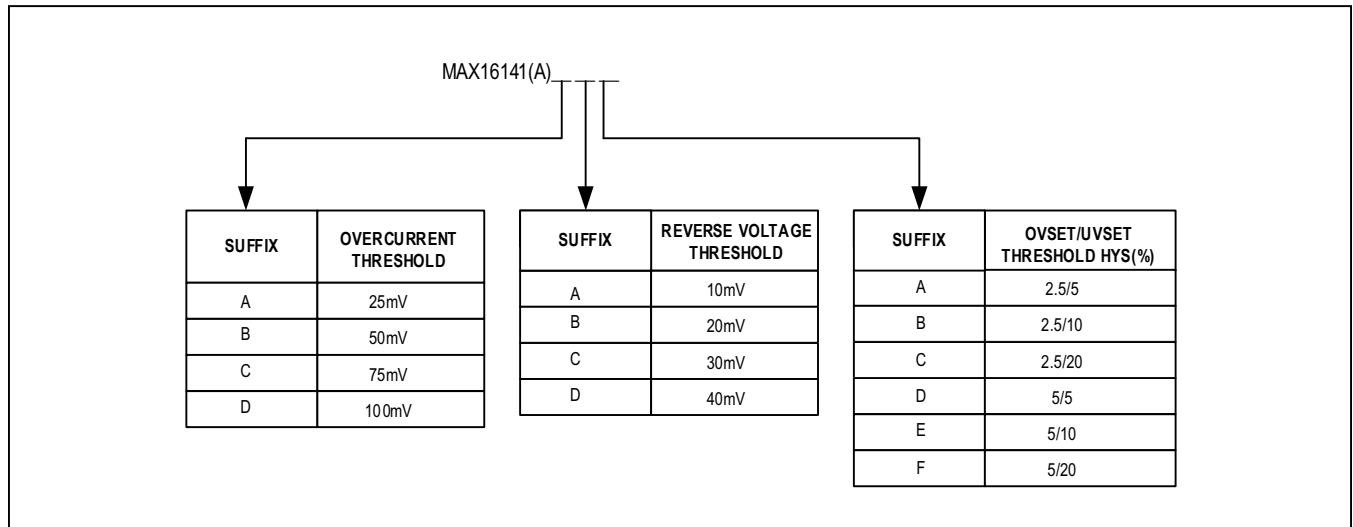 MAX16141(A)_ _ _
SUFFIX OVERCURRENT THRESHOLD
A 25mV
B 50mV
C 75mV
D 100mV
SUFFIX REVERSE VOLTAGE THRESHOLD
A 10mV
B 20mV
C 30mV
D 40mV
SUFFIX OVSET/UVSET THRESHOLD HYS(%)
A 2.5/5
B 2.5/10
C 2.5/20
D 5/5
E 5/10
F 5/20